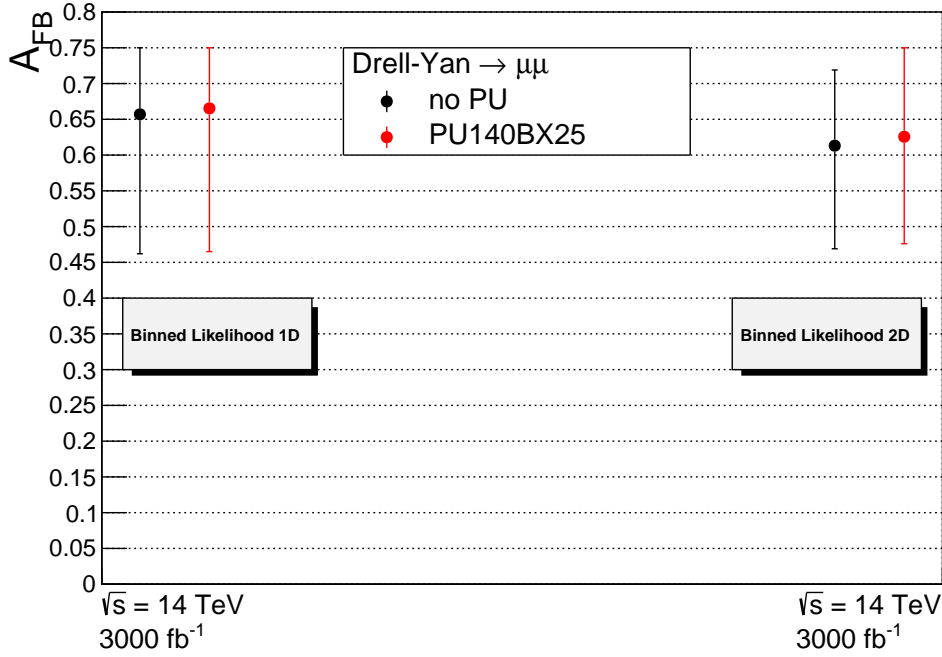 A_FB
0.8
0.75
0.7
0.65
0.6
0.55
0.5
0.45
0.4
0.35
0.3
0.25
0.2
0.15
0.1
0.05
0
Drell-Yan → μμ
no PU
PU140BX25
Binned Likelihood 1D
Binned Likelihood 2D
√s = 14 TeV
3000 fb⁻¹
√s = 14 TeV
3000 fb⁻¹